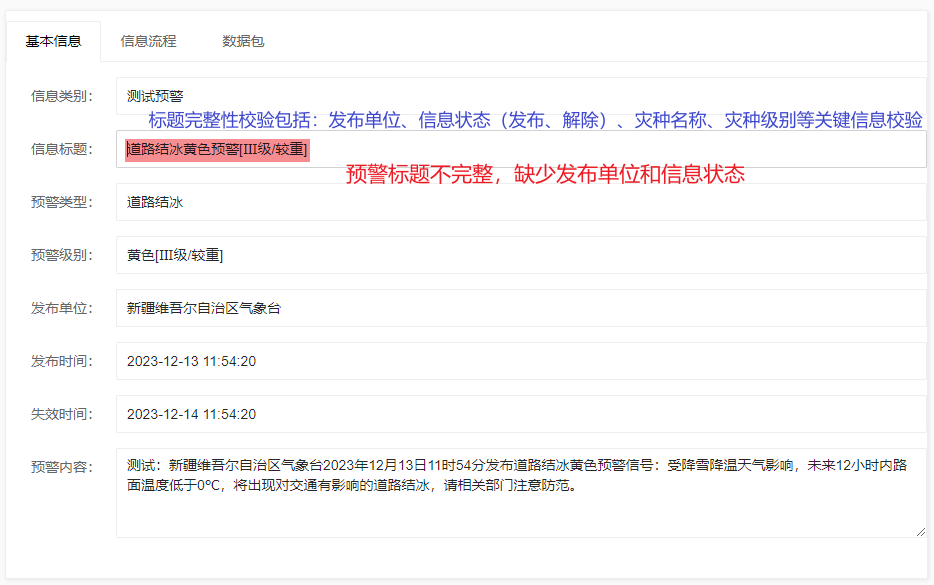 基本信息 信息流程 数据包
信息类别： 测试预警
标题完整性校验包括：发布单位、信息状态（发布、解除）、灾种名称、灾种级别等关键信息校验
信息标题： 道路结冰黄色预警[III级/较重]
预警标题不完整，缺少发布单位和信息状态
预警类型： 道路结冰
预警级别： 黄色[III级/较重]
发布单位： 新疆维吾尔自治区气象台
发布时间： 2023-12-13 11:54:20
失效时间： 2023-12-14 11:54:20
预警内容： 测试：新疆维吾尔自治区气象台2023年12月13日11时54分发布道路结冰黄色预警信号：受降雪降温天气影响，未来12小时内路
面温度低于0℃，将出现对交通有影响的道路结冰，请相关部门注意防范。